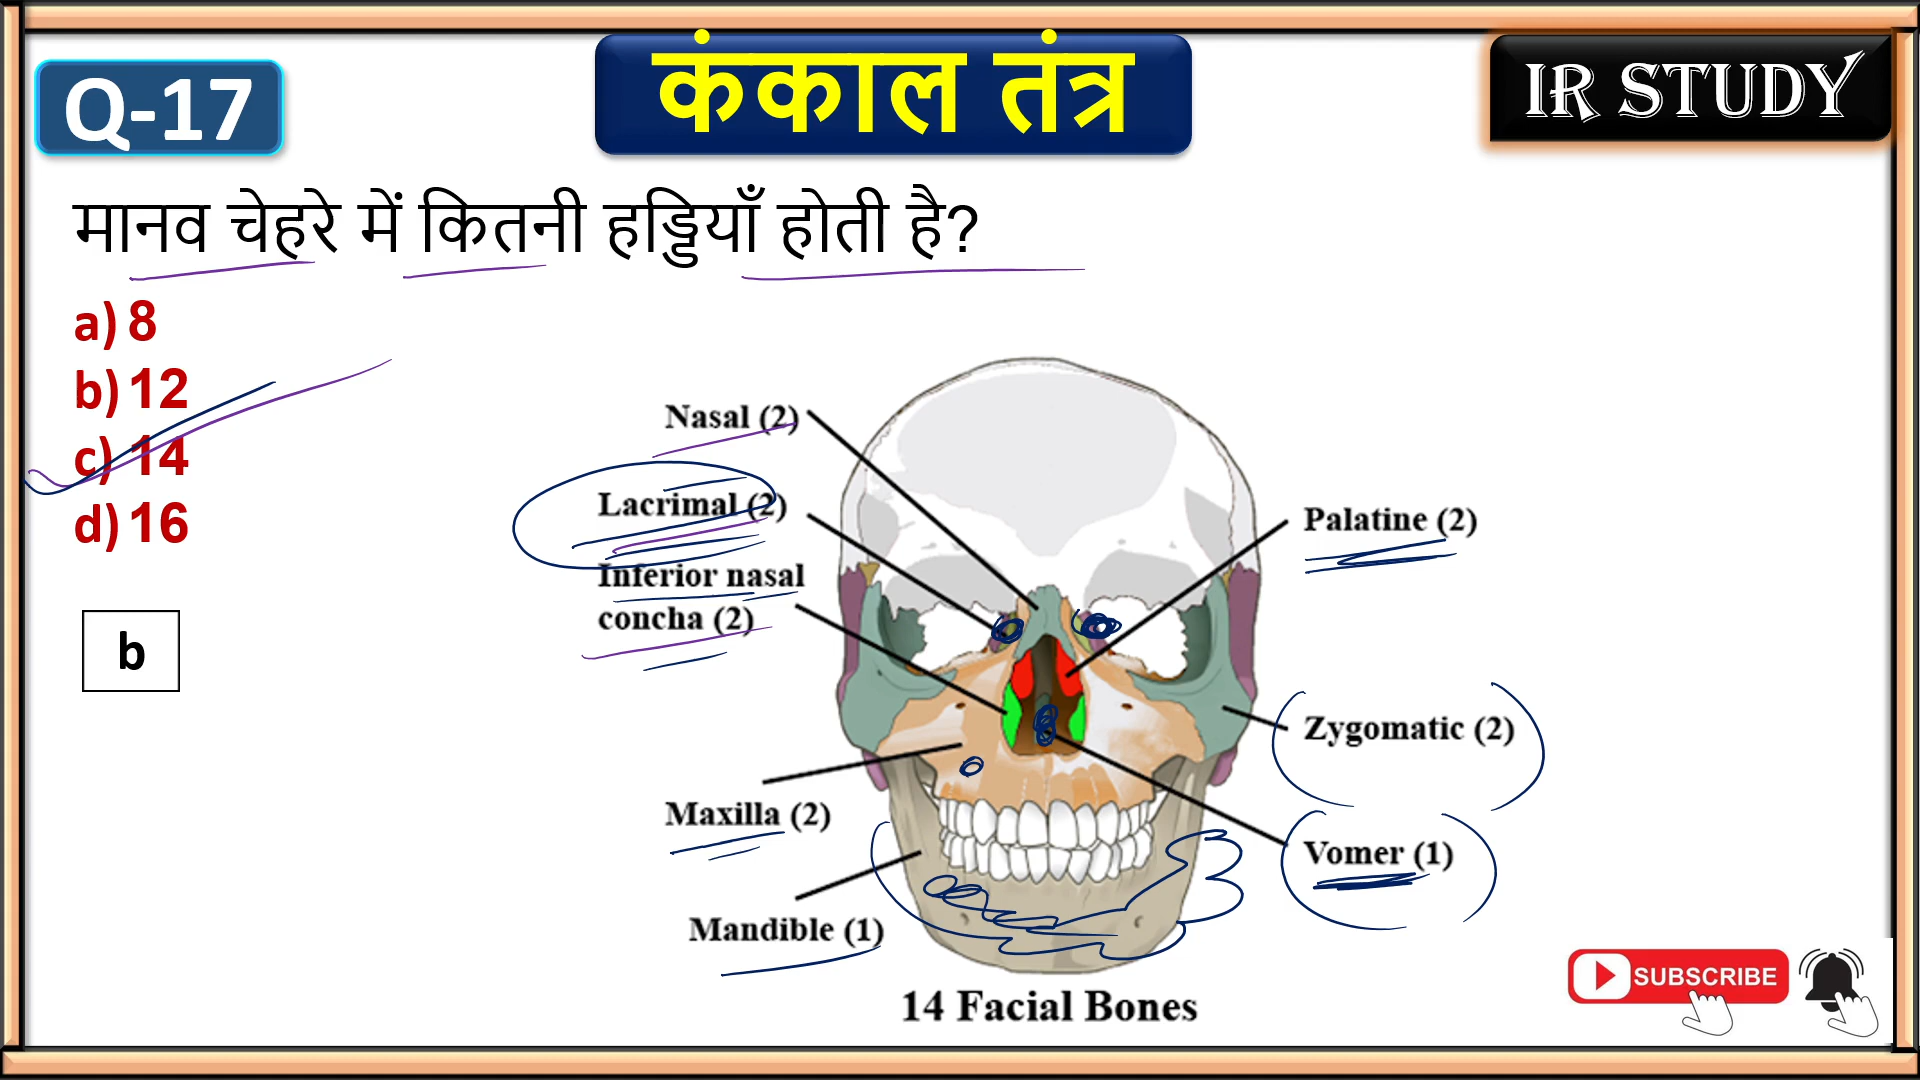 Q-17
कंकाल तंत्र
IR STUDY
मानव चेहरे में कितनी हड्डियाँ होती है?
a) 8
b) 12
c) 14
d) 16
b
Nasal (2)
Lacrimal (2)
Inferior nasal
concha (2)
Maxilla (2)
Mandible (1)
Palatine (2)
Zygomatic (2)
Vomer (1)
14 Facial Bones
SUBSCRIBE